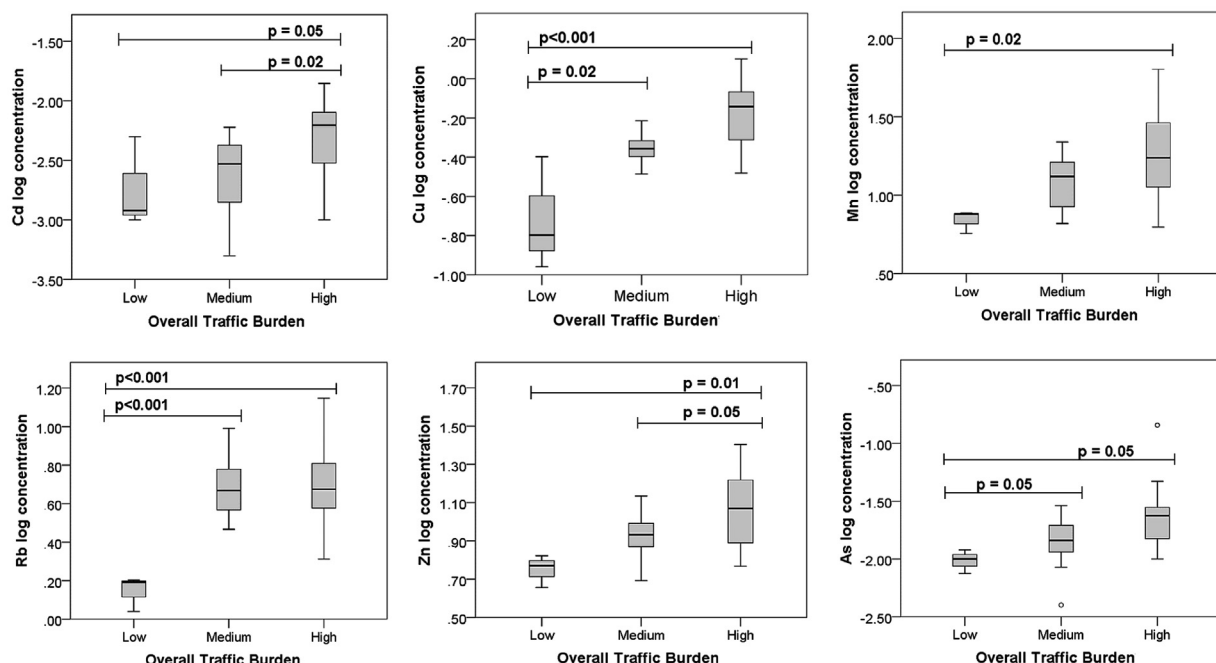 Cd log concentration
-1.50
-2.00
-2.50
-3.00
-3.50
p = 0.05
p = 0.02
Low Medium High
Overall Traffic Burden
Cu log concentration
.20
.00
-.20
-.40
-.60
-.80
-1.00
p<0.001
p = 0.02
Low Medium High
Overall Traffic Burden
Mn log concentration
2.00
1.50
1.00
.50
p = 0.02
Low Medium High
Overall Traffic Burden
Rb log concentration
1.20
1.00
.80
.60
.40
.20
.00
p<0.001
p<0.001
Low Medium High
Overall Traffic Burden
Zn log concentration
1.70
1.50
1.30
1.10
.90
.70
.50
p = 0.01
p = 0.05
Low Medium High
Overall Traffic Burden
As log concentration
-.50
-1.00
-1.50
-2.00
-2.50
p = 0.05
p = 0.05
Low Medium High
Overall Traffic Burden